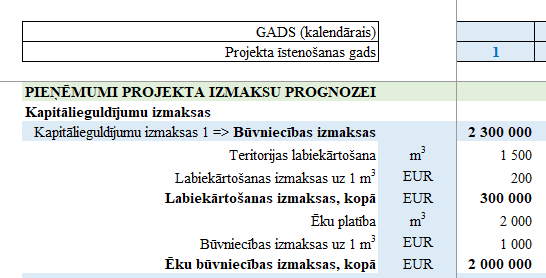 GADS (kalendārais)
Projekta īstenošanas gads 1
PIEŅĒMUMI PROJEKTA IZMAKSU PROGNOZEI
Kapitālieguldījumu izmaksas
Kapitālieguldījumu izmaksas 1 => Būvniecības izmaksas 2 300 000
Teritorijas labiekārtošana m³ 1 500
Labiekārtošanas izmaksas uz 1 m³ EUR 200
Labiekārtošanas izmaksas, kopā EUR 300 000
Ēku platība m³ 2 000
Būvniecības izmaksas uz 1 m³ EUR 1 000
Ēku būvniecības izmaksas, kopā EUR 2 000 000